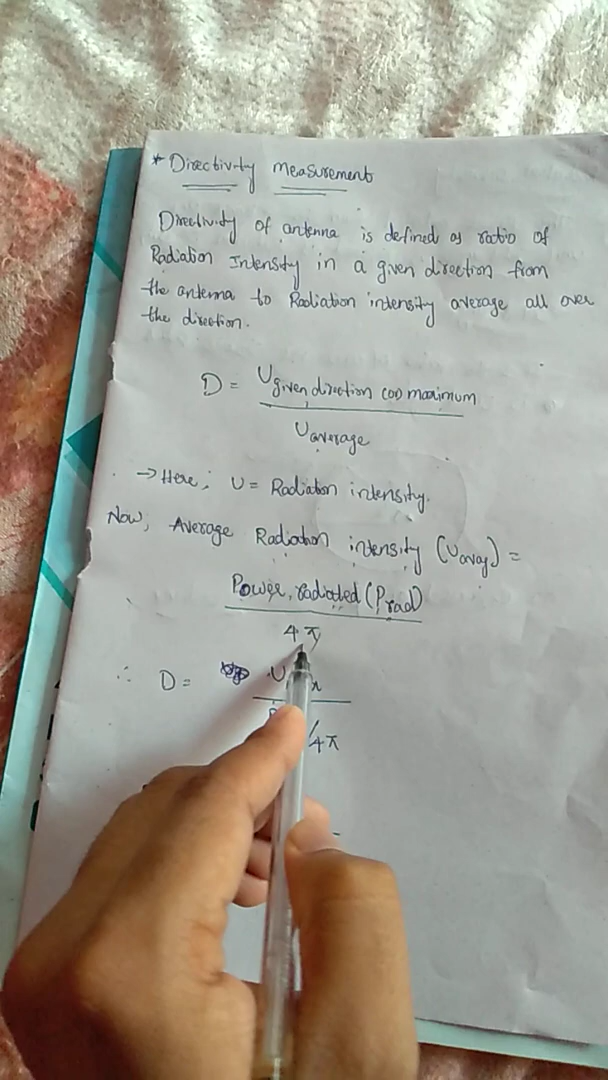 * Directivity measurement
Directivity of antenna is defined as ratio of
Radiation Intensity in a given direction from
the antenna to Radiation intensity average all over
the direction.
D = U given direction (or) maximum
U average
→ Here; U = Radiation intensity.
Now; Average Radiation intensity (Uavg) =
Power radiated (Prad)
4π
∴ D = U
/4π